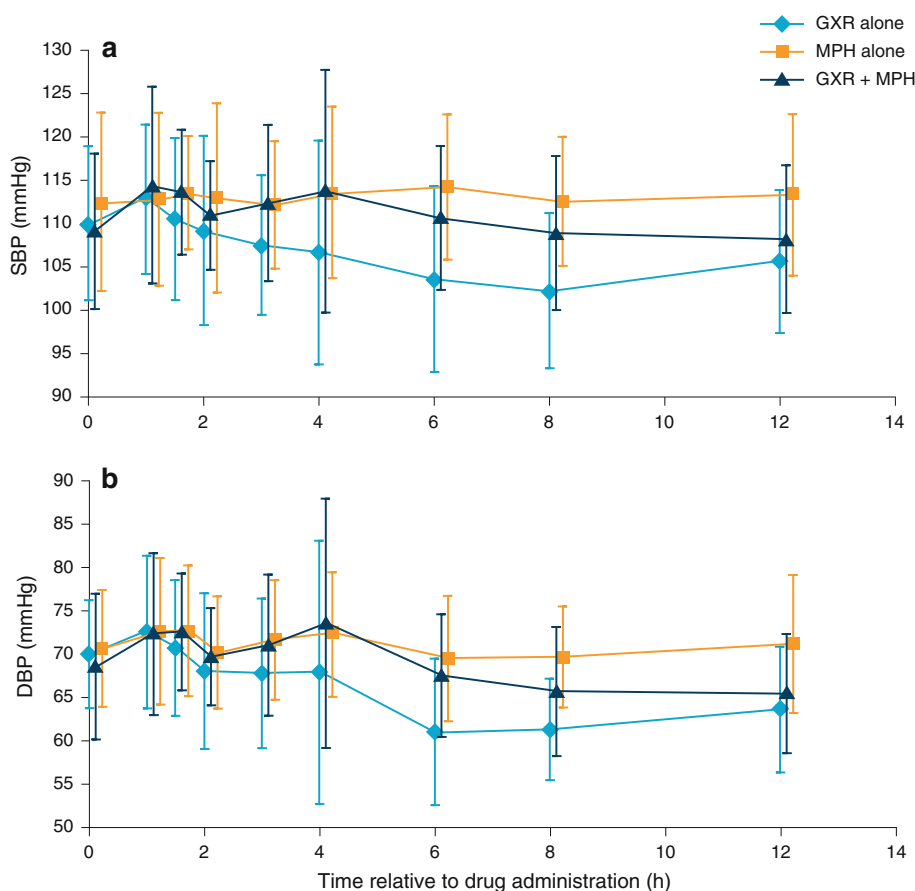 GXR alone
MPH alone
GXR + MPH
a
130
125
120
115
110
105
100
95
90
SBP (mmHg)
0 2 4 6 8 10 12 14
b
90
85
80
75
70
65
60
55
50
DBP (mmHg)
0 2 4 6 8 10 12 14
Time relative to drug administration (h)